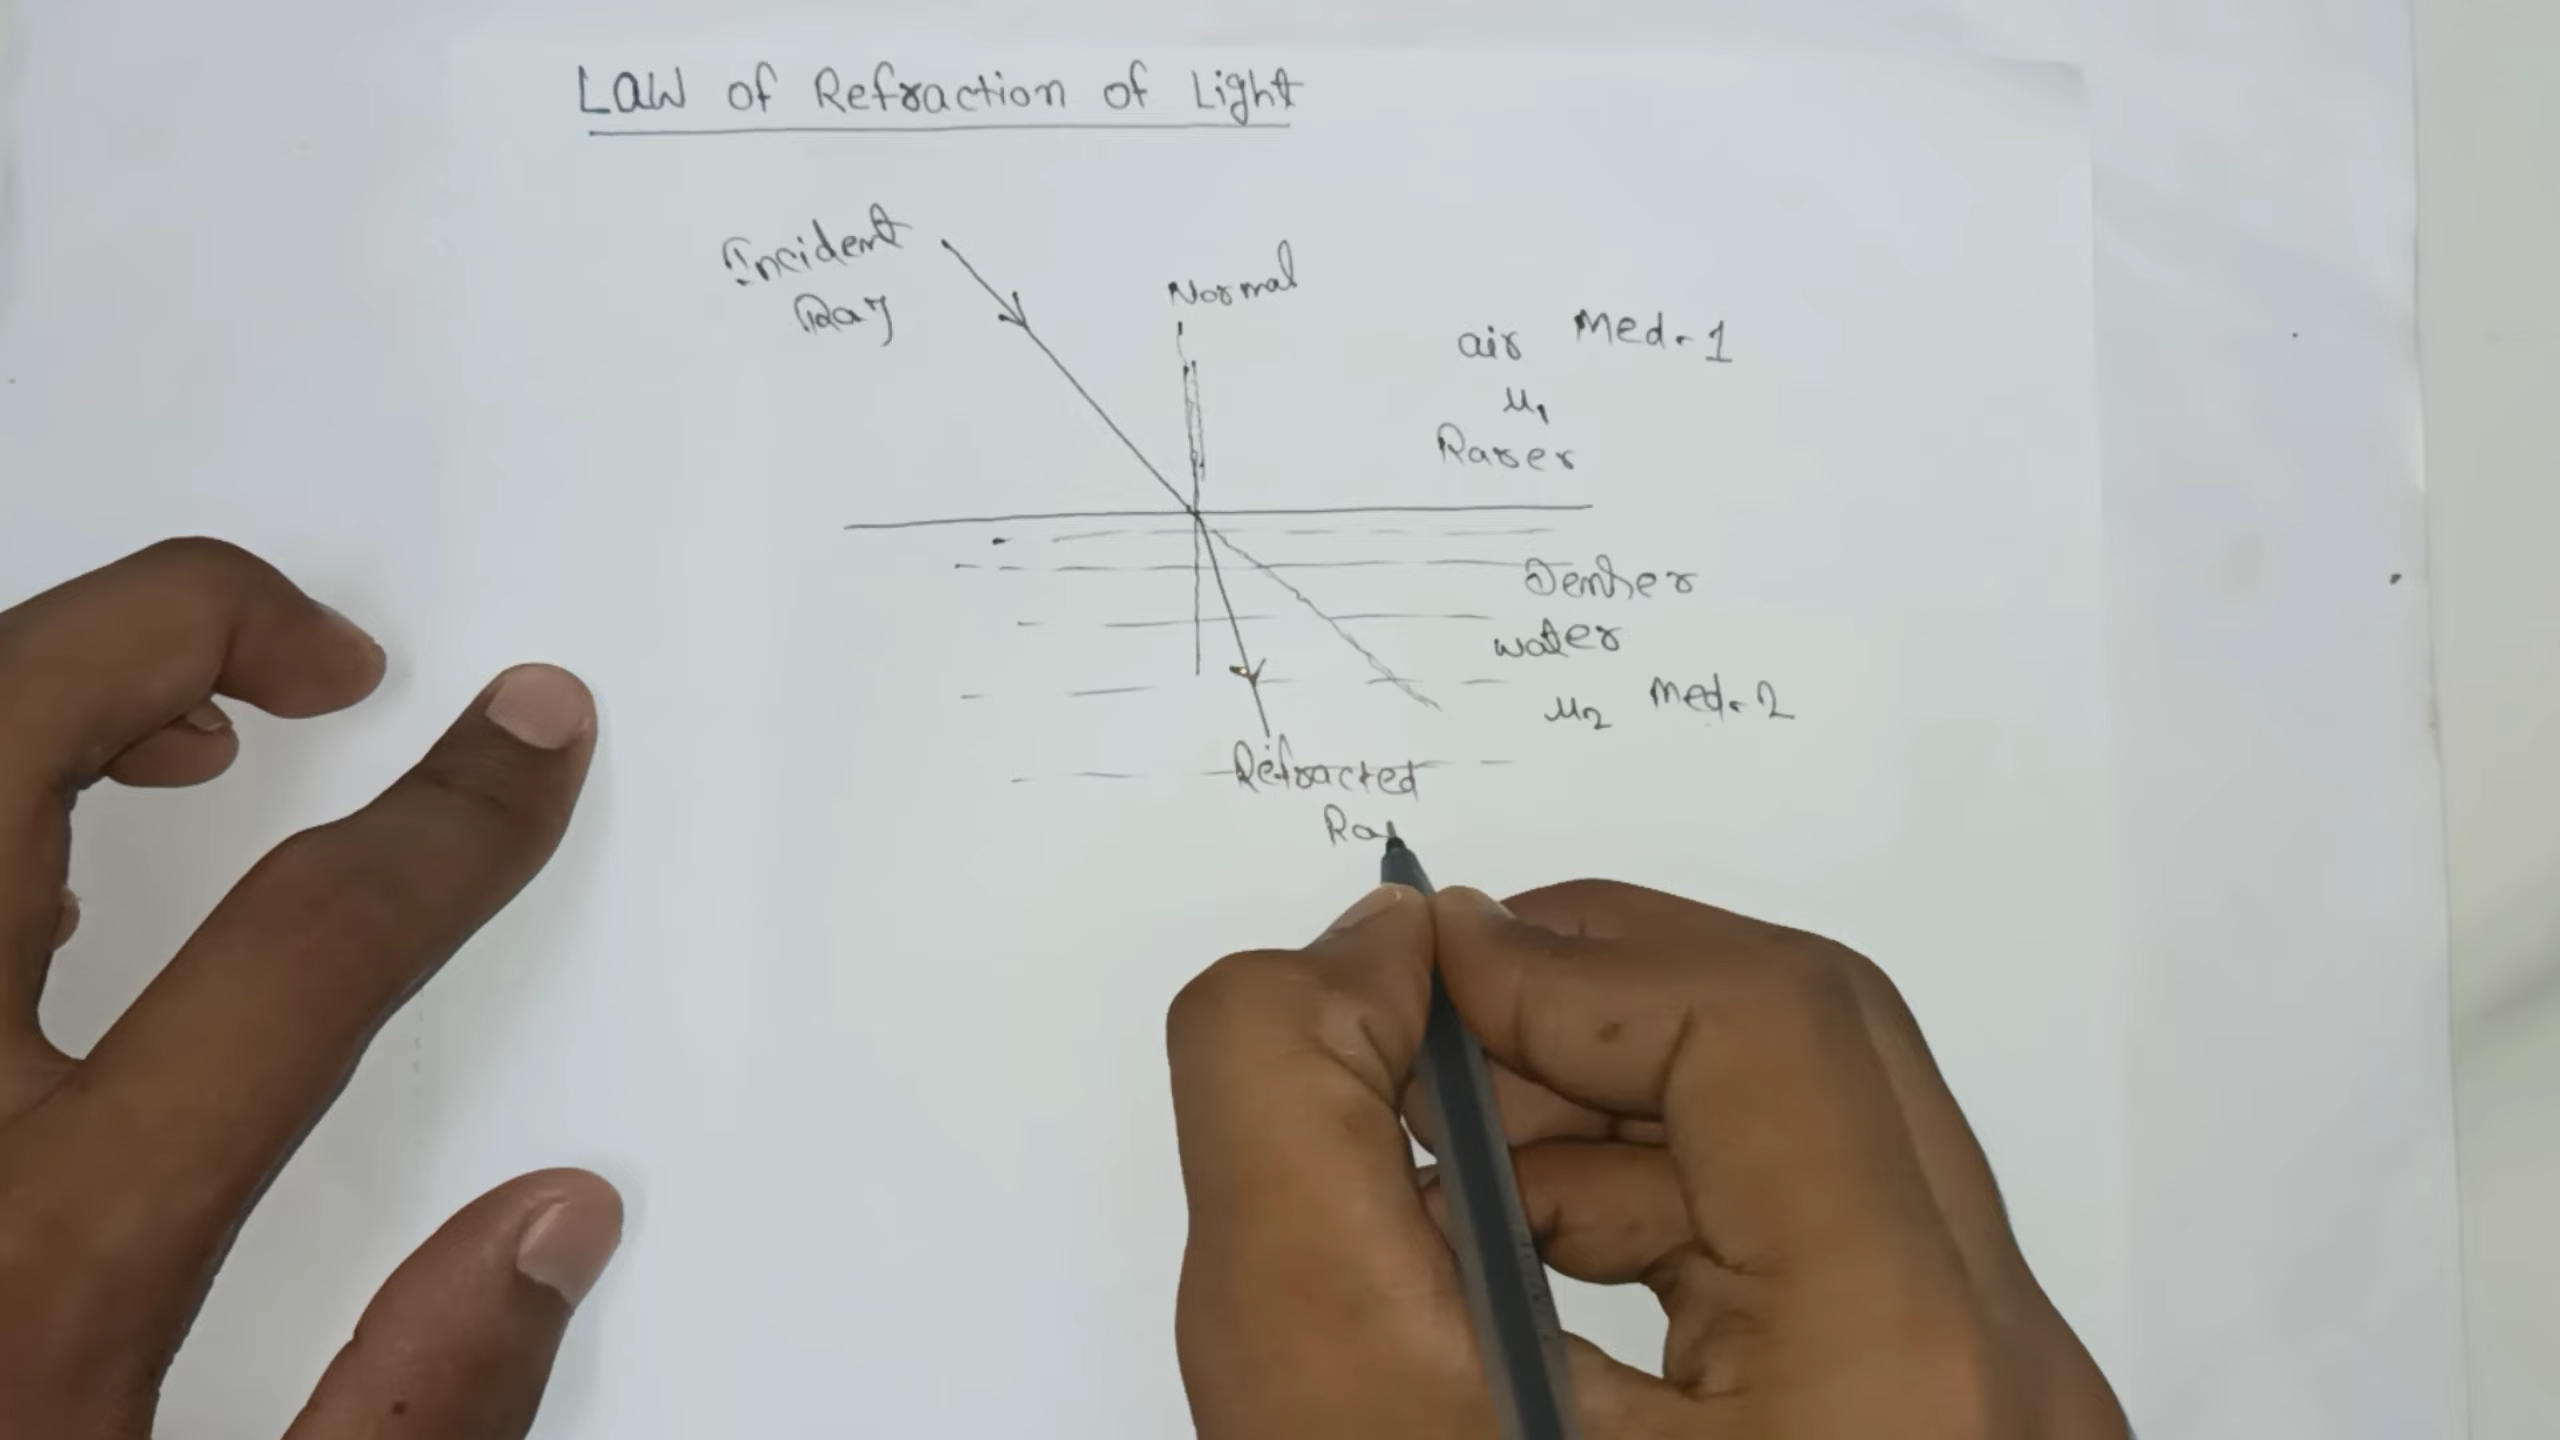 LAW of Refraction of Light
Incident
Ray
Normal
air Med-1
μ1
Rarer
Denser
water
μ2 Med-2
Refracted
Ra